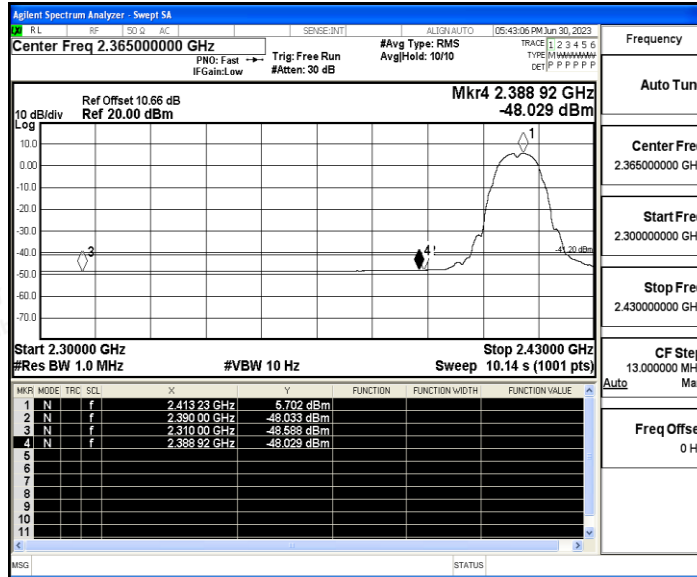 Agilent Spectrum Analyzer - Swept SA
RL RF 50 Ω AC SENSE:INT ALIGN AUTO 05:43:06 PM Jun 30, 2023
Center Freq 2.365000000 GHz #Avg Type: RMS TRACE 1 2 3 4 5 6
PNO: Fast Trig: Free Run Avg|Hold: 10/10 TYPE M WWWWW
IFGain:Low #Atten: 30 dB DET P P P P P P
Frequency
Auto Tun
Center Fre
2.365000000 GH
Start Fre
2.300000000 GH
Stop Fre
2.430000000 GH
CF Ste
13.000000 MH
Auto Ma
Freq Offse
0 H
Ref Offset 10.66 dB Mkr4 2.388 92 GHz
10 dB/div Ref 20.00 dBm -48.029 dBm
Log
10.0
0.00
-10.0
-20.0
-30.0
-40.0
-50.0
-60.0
-70.0
1
3
4
-41.20 dBm
Start 2.30000 GHz Stop 2.43000 GHz
#Res BW 1.0 MHz #VBW 10 Hz Sweep 10.14 s (1001 pts)
MKR MODE TRC SCL X Y FUNCTION FUNCTION WIDTH FUNCTION VALUE
1 N f 2.413 23 GHz 5.702 dBm
2 N f 2.390 00 GHz -48.033 dBm
3 N f 2.310 00 GHz -48.588 dBm
4 N f 2.388 92 GHz -48.029 dBm
5
6
7
8
9
10
11
MSG STATUS